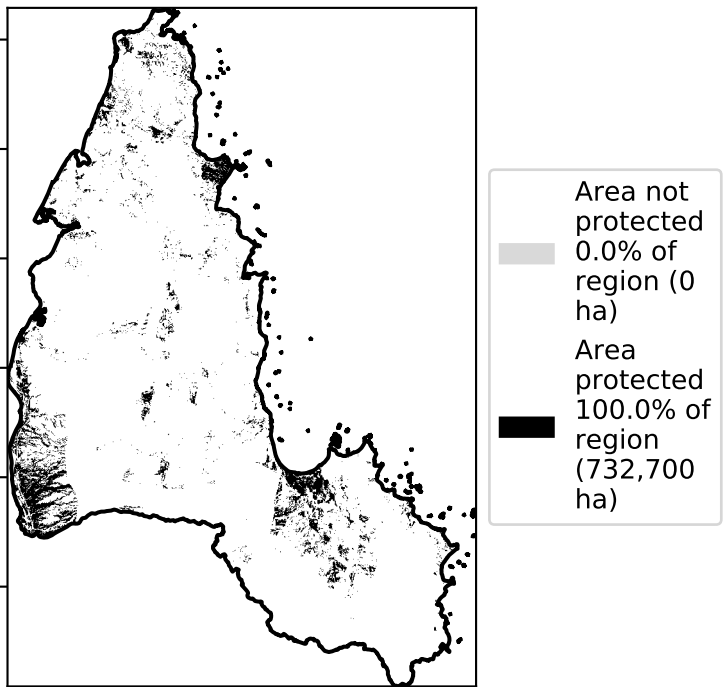 Area not
protected
0.0% of
region (0
ha)
Area
protected
100.0% of
region
(732,700
ha)